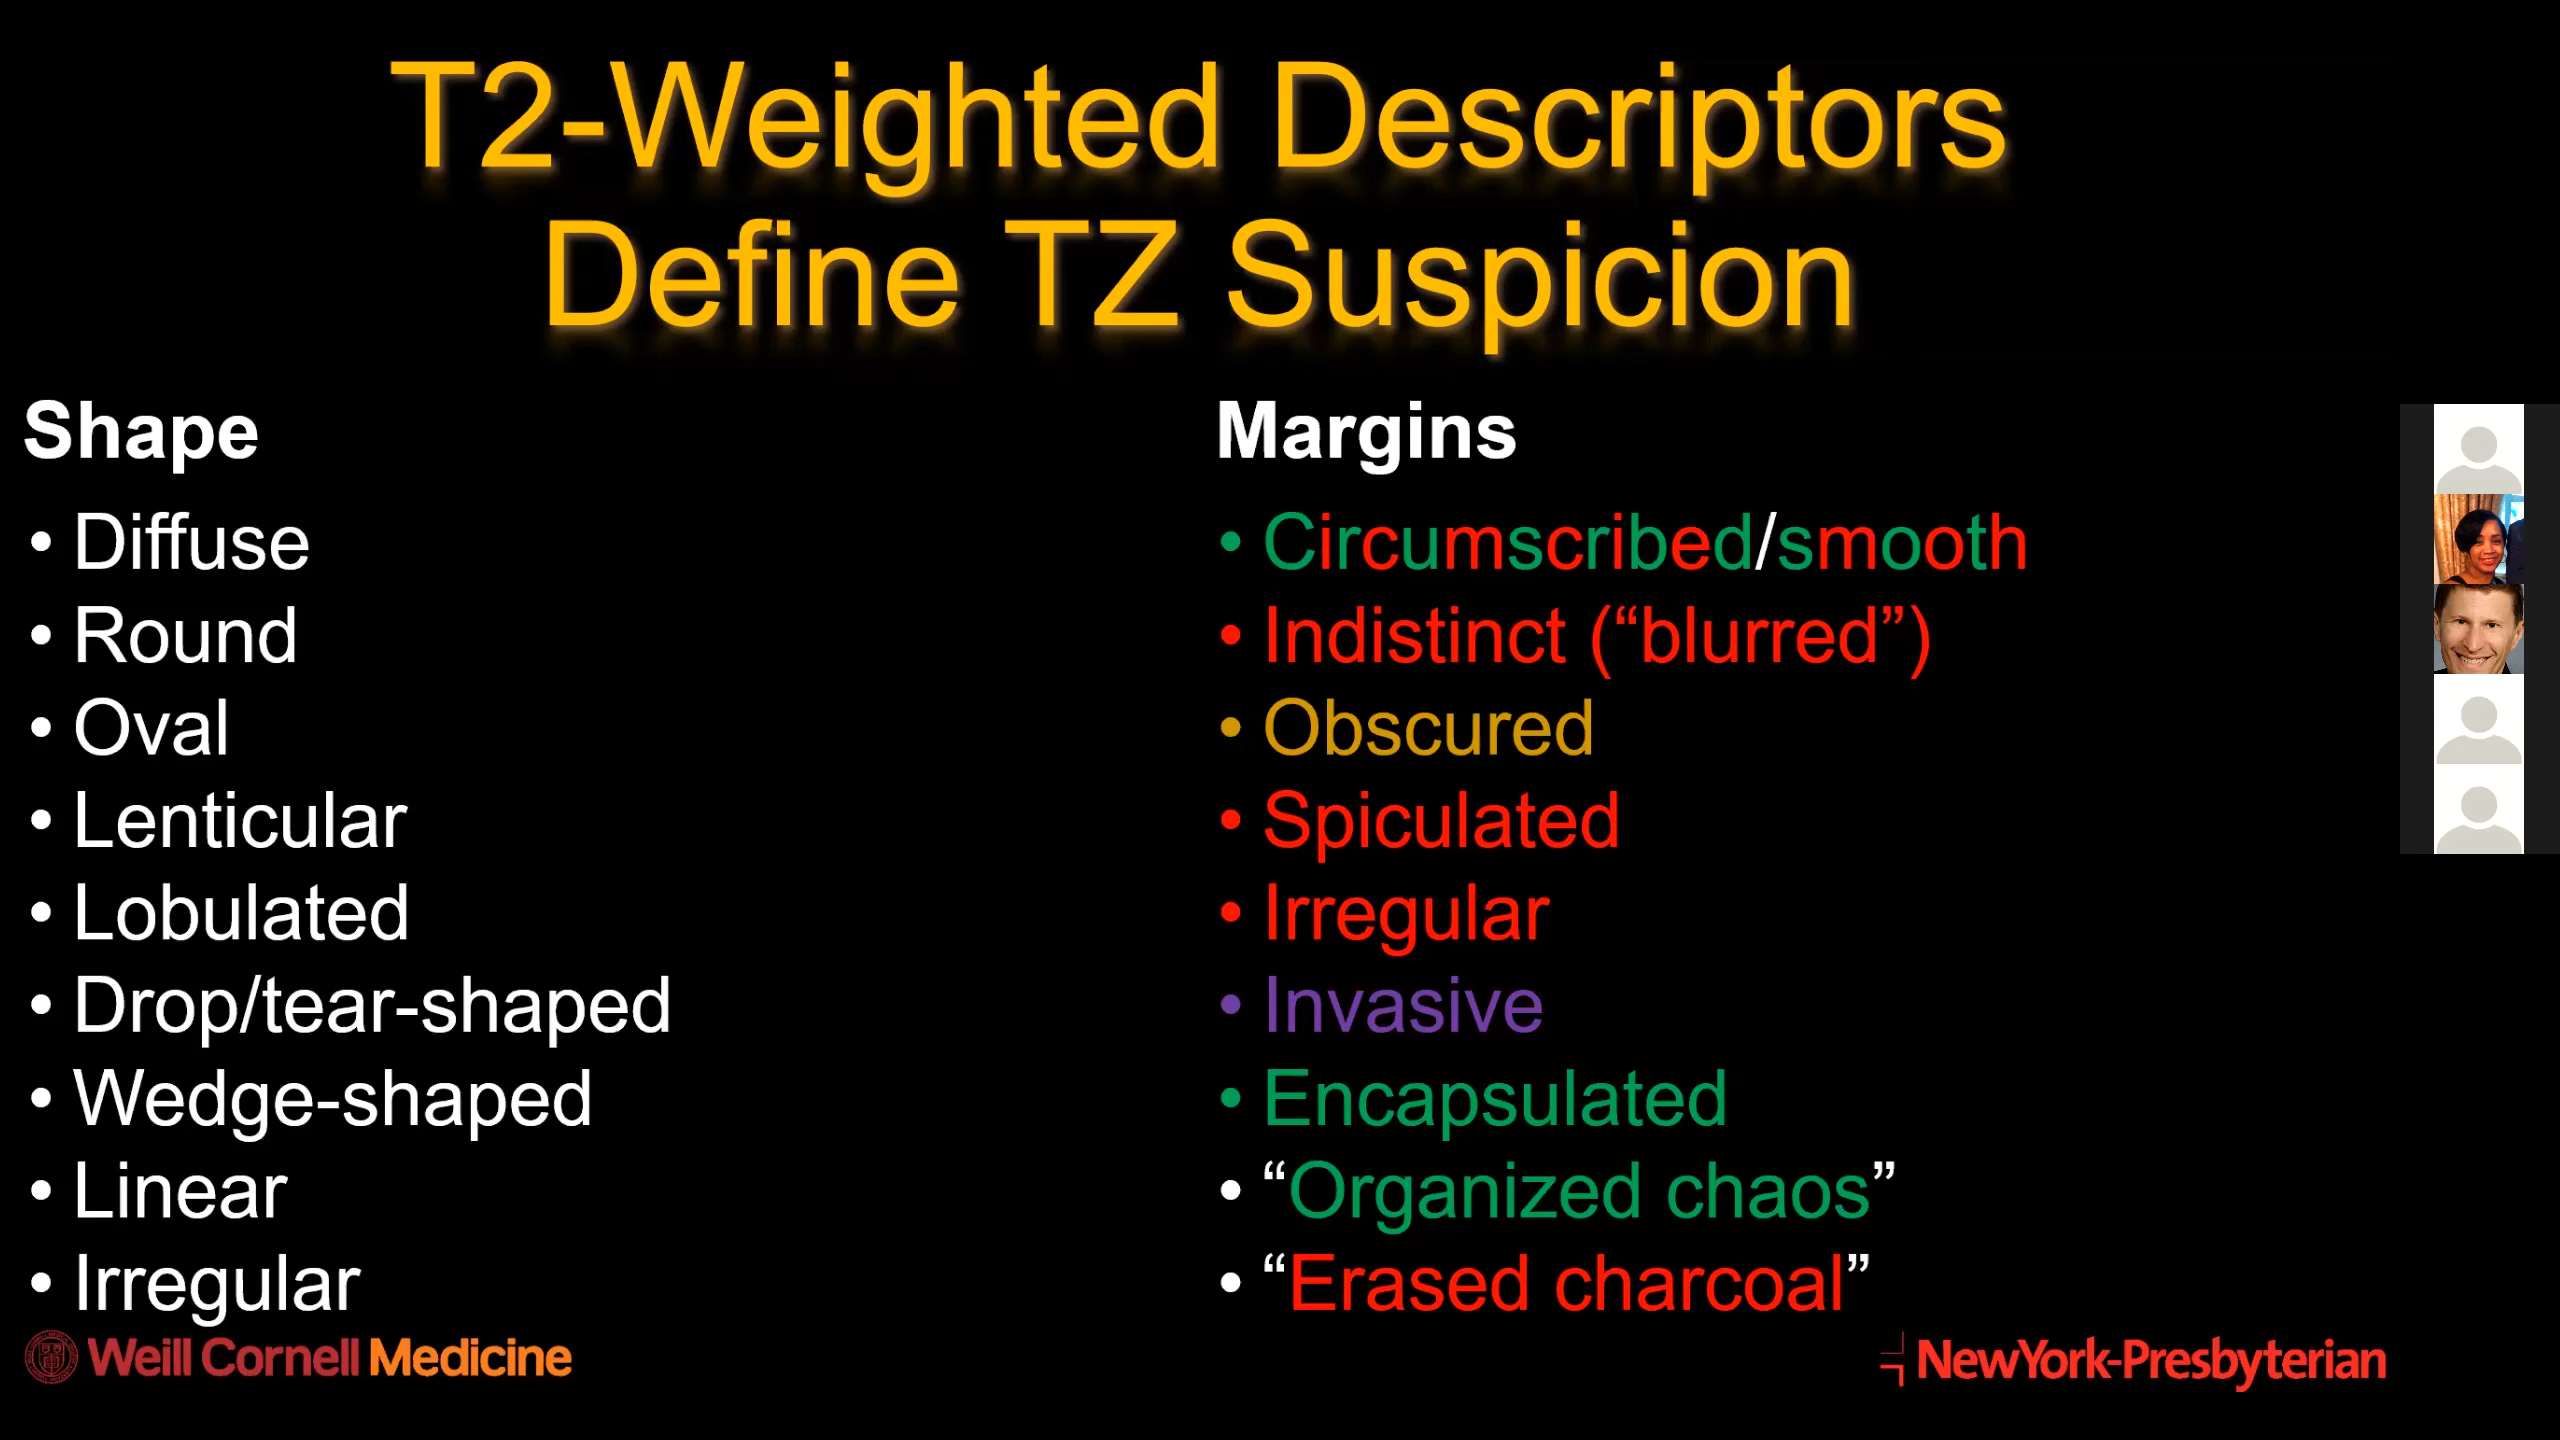 T2-Weighted Descriptors
Define TZ Suspicion
Shape
• Diffuse
• Round
• Oval
• Lenticular
• Lobulated
• Drop/tear-shaped
• Wedge-shaped
• Linear
• Irregular
Margins
• Circumscribed/smooth
• Indistinct (“blurred”)
• Obscured
• Spiculated
• Irregular
• Invasive
• Encapsulated
• “Organized chaos”
• “Erased charcoal”
Weill Cornell Medicine
NewYork-Presbyterian